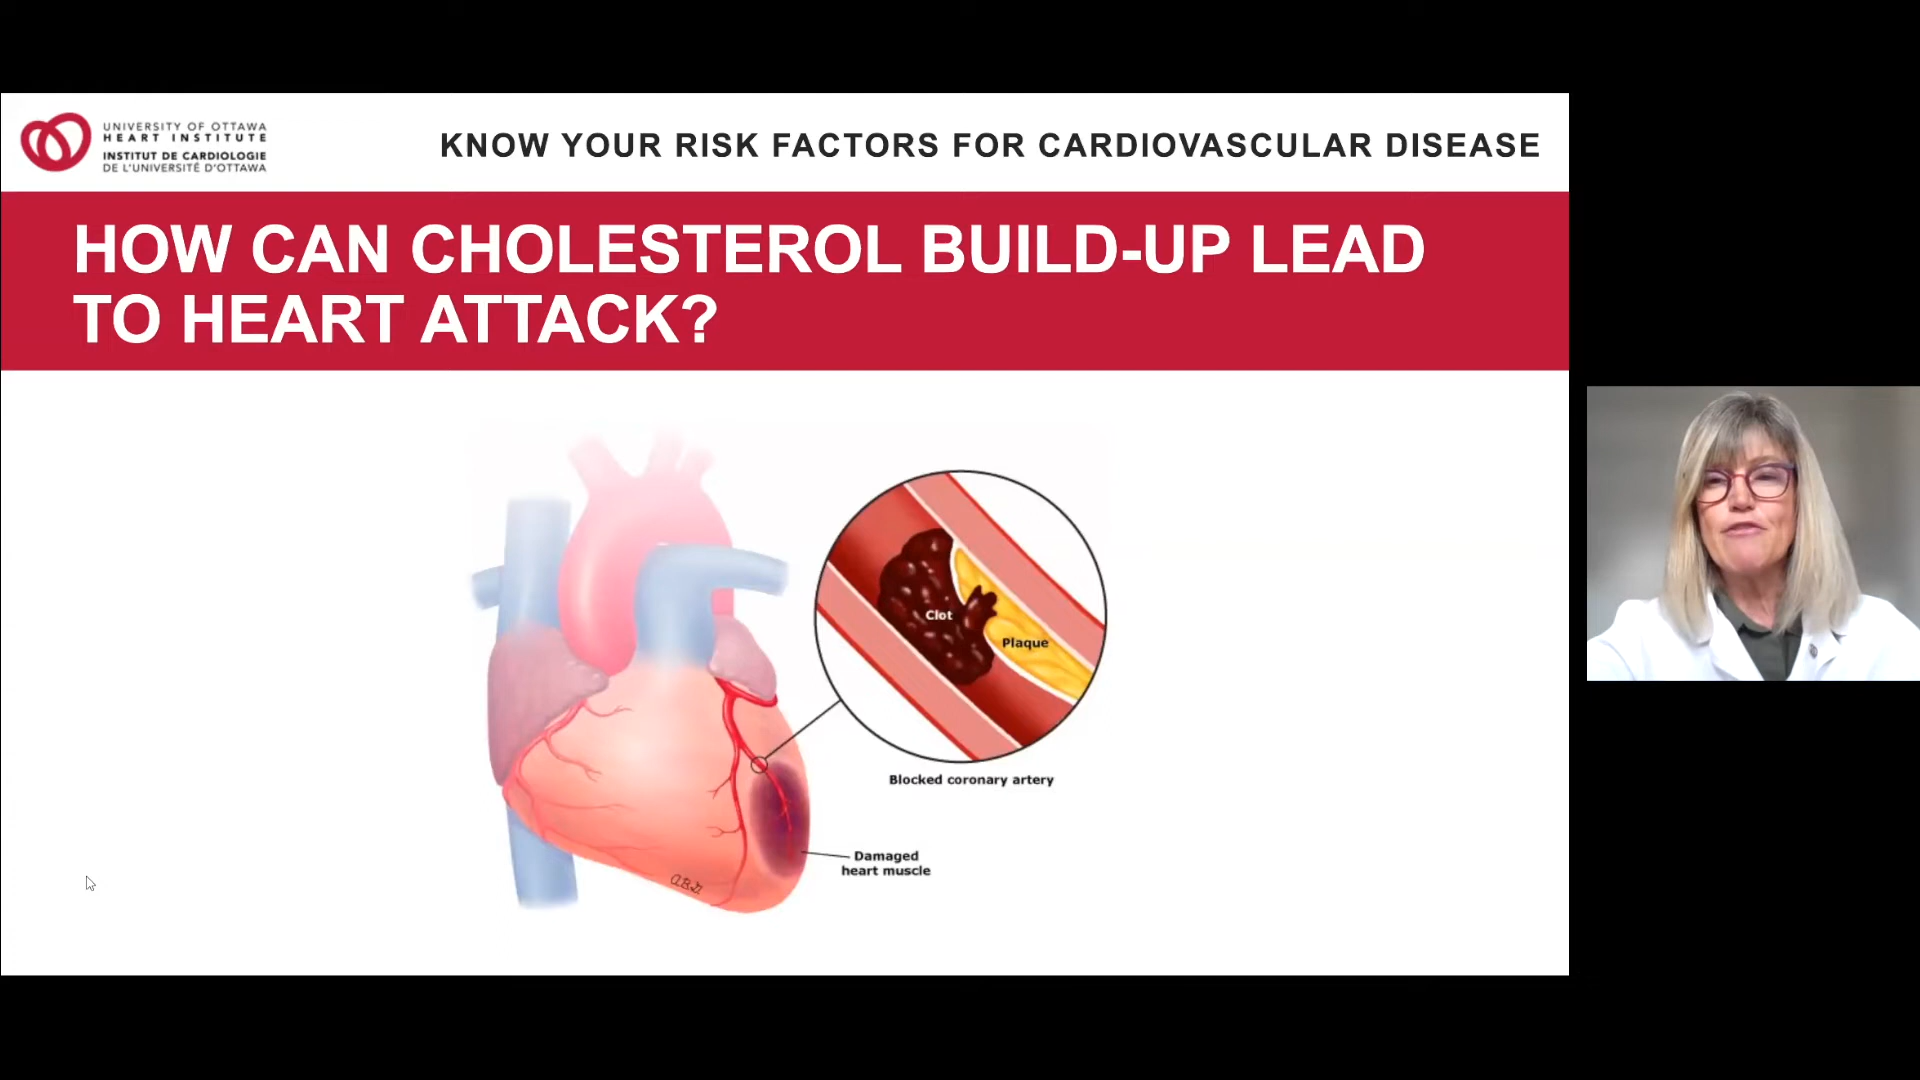 UNIVERSITY OF OTTAWA
HEART INSTITUTE
INSTITUT DE CARDIOLOGIE
DE L'UNIVERSITÉ D'OTTAWA
KNOW YOUR RISK FACTORS FOR CARDIOVASCULAR DISEASE
HOW CAN CHOLESTEROL BUILD-UP LEAD
TO HEART ATTACK?
Clot
Plaque
Blocked coronary artery
Damaged
heart muscle